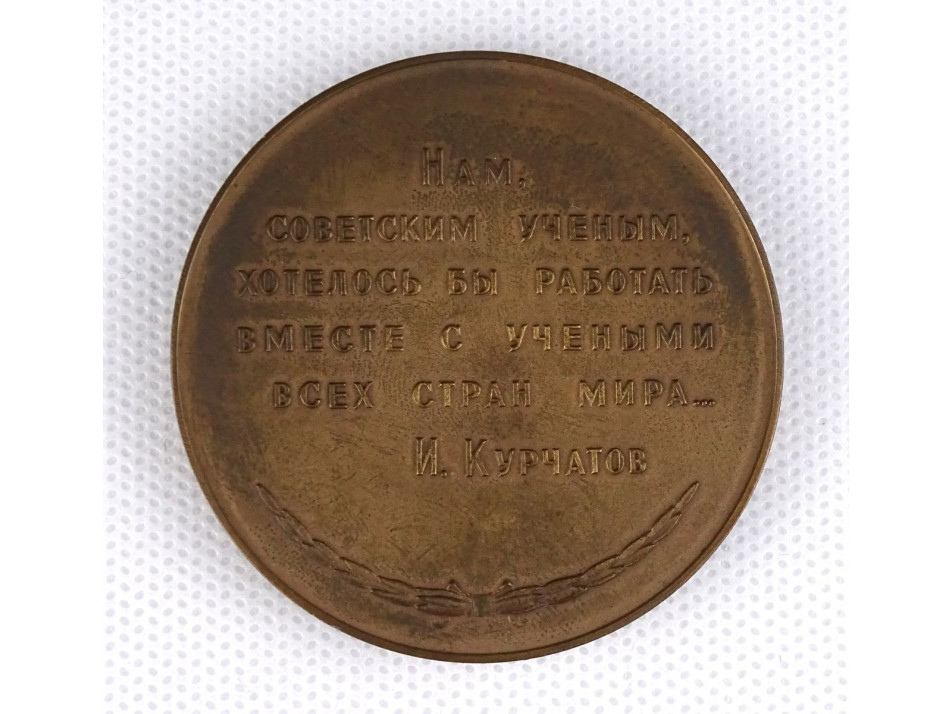 Нам,
СОВЕТСКИМ УЧЕНЫМ,
ХОТЕЛОСЬ БЫ РАБОТАТЬ
ВМЕСТЕ С УЧЕНЫМИ
ВСЕХ СТРАН МИРА...
И. КУРЧАТОВ